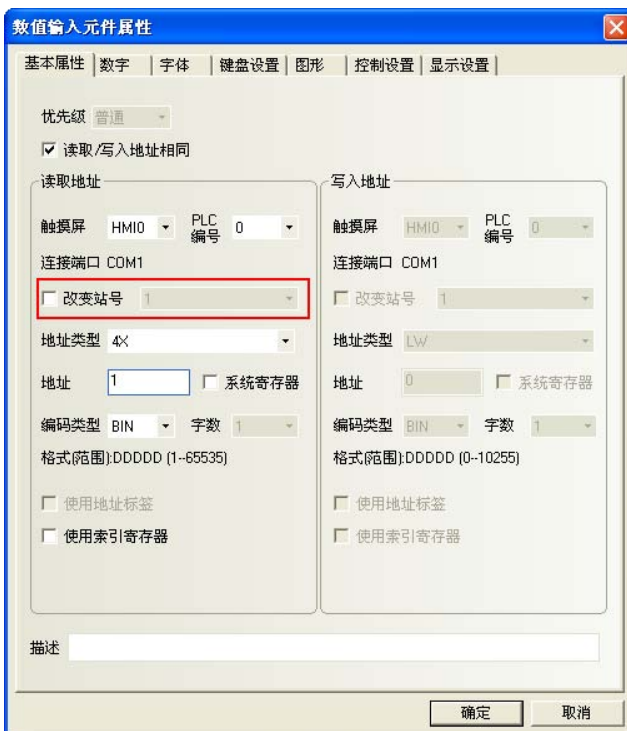 数值输入元件属性
基本属性 数字 字体 键盘设置 图形 控制设置 显示设置
优先级 普通
读取/写入地址相同
读取地址
触摸屏 HMI0 PLC编号 0
连接端口 COM1
改变站号 1
地址类型 4X
地址 1 系统寄存器
编码类型 BIN 字数 1
格式(范围):DDDDD (1--65535)
使用地址标签
使用索引寄存器
写入地址
触摸屏 HMI0 PLC编号 0
连接端口 COM1
改变站号 1
地址类型 LW
地址 0 系统寄存器
编码类型 BIN 字数 1
格式(范围):DDDDD (0--10255)
使用地址标签
使用索引寄存器
描述
确定 取消